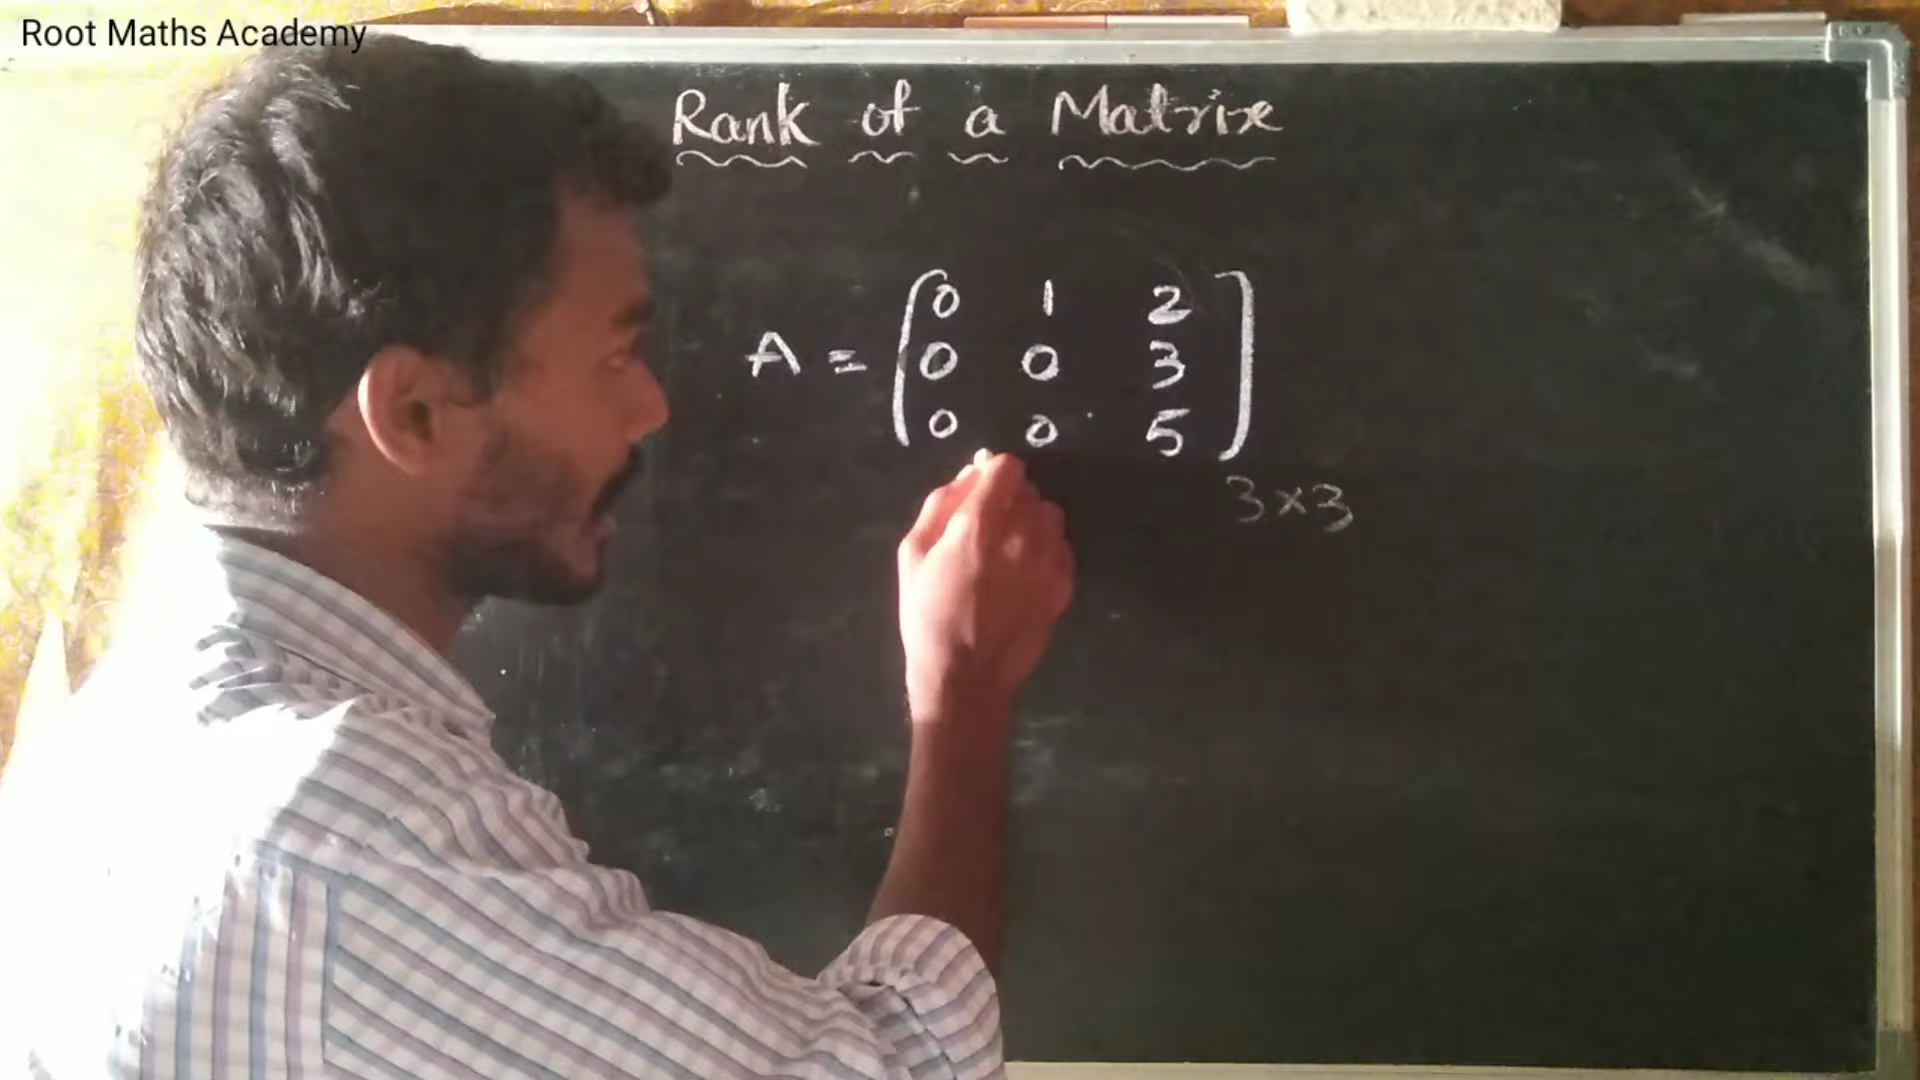 Root Maths Academy
Rank of a Matrix
A = [0 1 2
0 0 3
0 0 5]
3×3